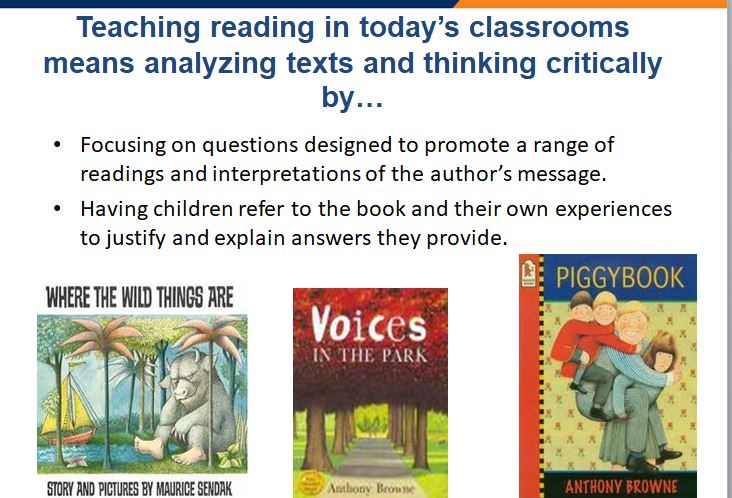 Teaching reading in today's classrooms
means analyzing texts and thinking critically
by…
• Focusing on questions designed to promote a range of
readings and interpretations of the author's message.
• Having children refer to the book and their own experiences
to justify and explain answers they provide.
WHERE THE WILD THINGS ARE
STORY AND PICTURES BY MAURICE SENDAK
Voices
IN THE PARK
Anthony Browne
PIGGYBOOK
ANTHONY BROWNE